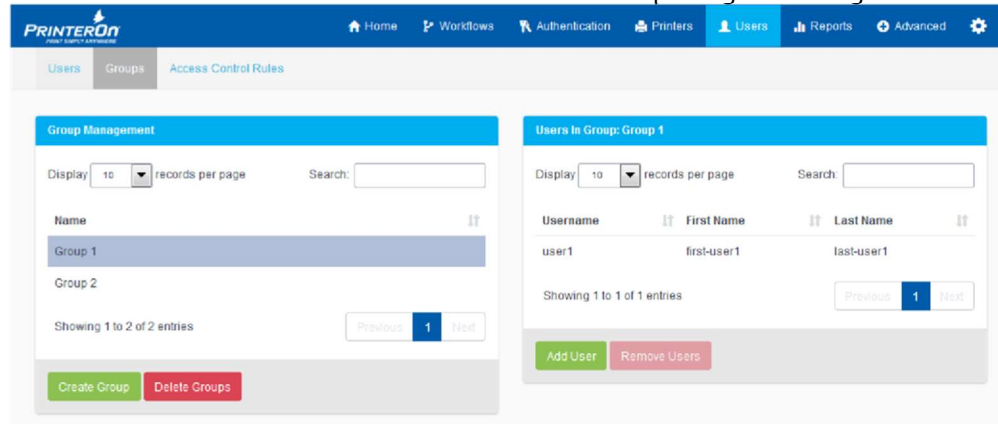 PRINTERON
PRINT SIMPLY ANYWHERE
Home Workflows Authentication Printers Users Reports Advanced
Users Groups Access Control Rules
Group Management
Display 10 records per page Search:
Name
Group 1
Group 2
Showing 1 to 2 of 2 entries
Previous 1 Next
Create Group Delete Groups
Users In Group: Group 1
Display 10 records per page Search:
Username First Name Last Name
user1 first-user1 last-user1
Showing 1 to 1 of 1 entries
Previous 1 Next
Add User Remove Users